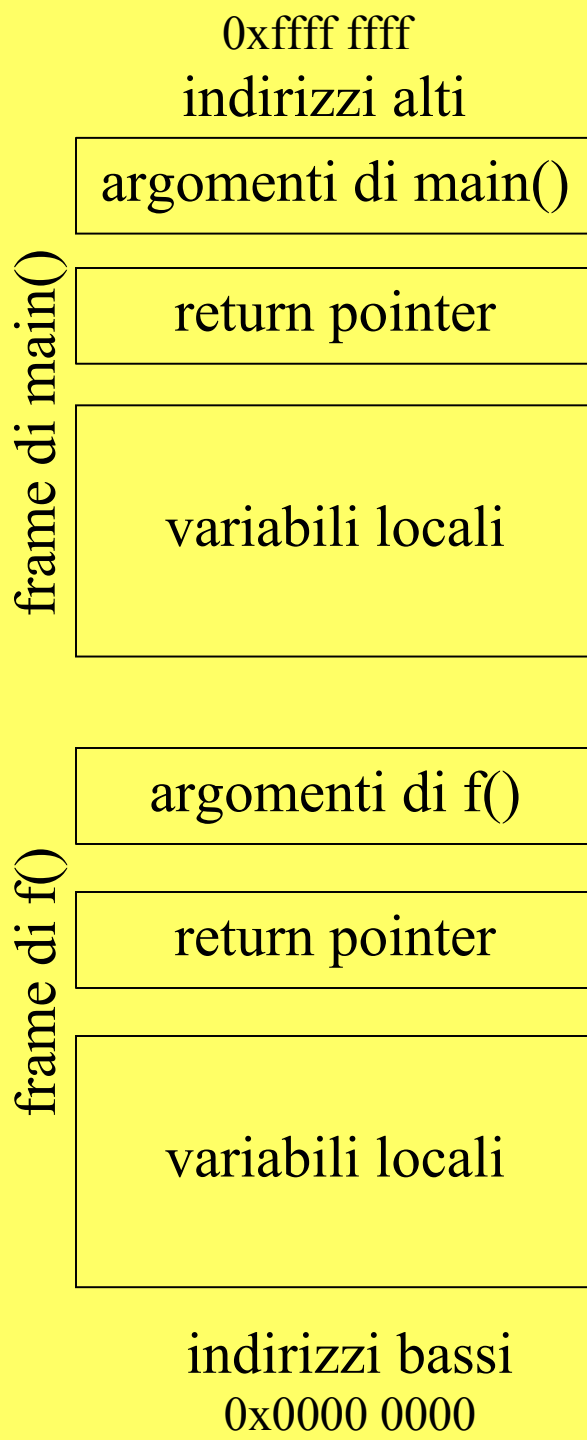 0xffff ffff
indirizzi alti
frame di main()
argomenti di main()
return pointer
variabili locali
frame di f()
argomenti di f()
return pointer
variabili locali
indirizzi bassi
0x0000 0000